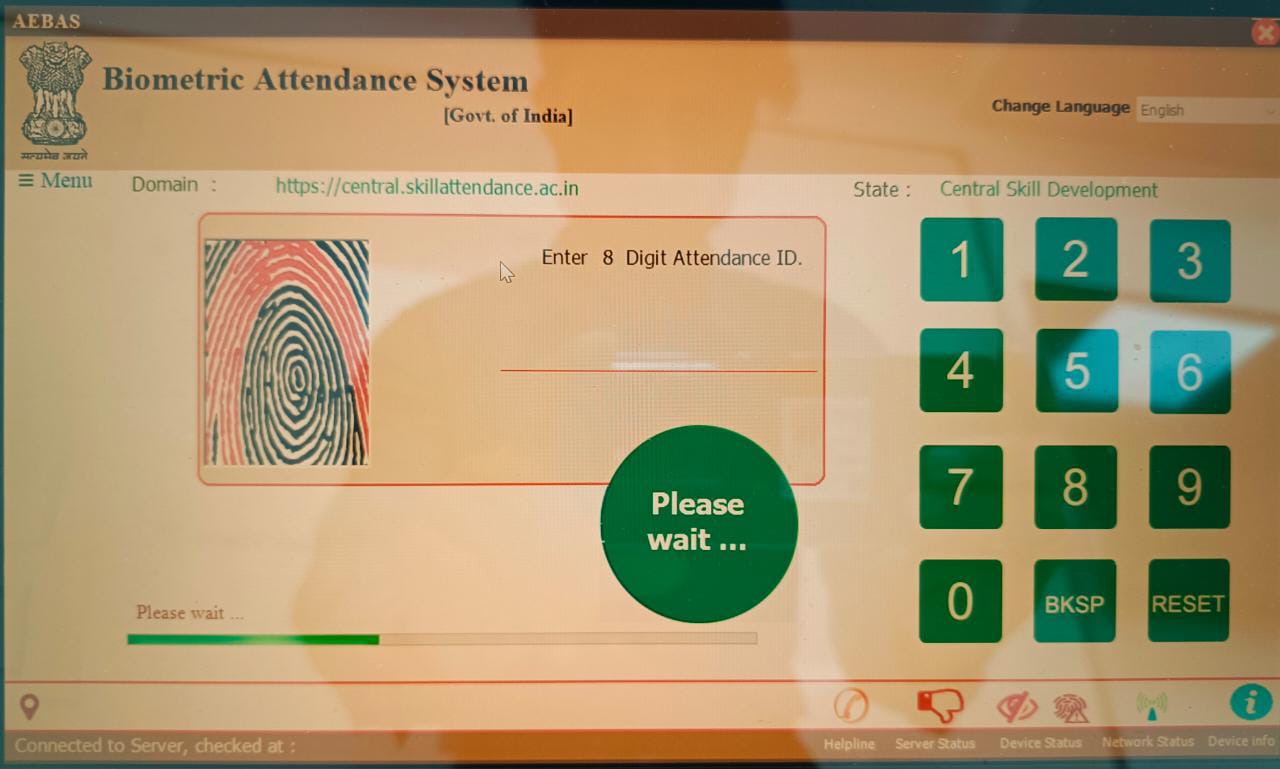 AEBAS
Biometric Attendance System
[Govt. of India]
सत्यमेव जयते
Change Language English
☰ Menu
Domain : https://central.skillattendance.ac.in
State : Central Skill Development
Enter 8 Digit Attendance ID.
1 2 3
4 5 6
7 8 9
0 BKSP RESET
Please
wait ...
Please wait ...
Connected to Server, checked at :
Helpline Server Status Device Status Network Status Device info